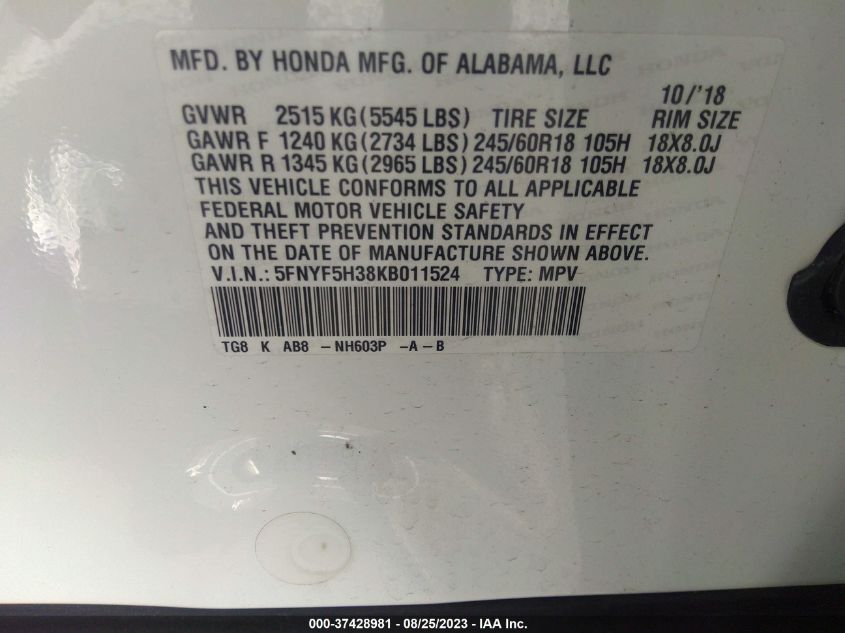 MFD. BY HONDA MFG. OF ALABAMA, LLC
10/'18
GVWR 2515 KG(5545 LBS) TIRE SIZE RIM SIZE
GAWR F 1240 KG(2734 LBS) 245/60R18 105H 18X8.0J
GAWR R 1345 KG(2965 LBS) 245/60R18 105H 18X8.0J
THIS VEHICLE CONFORMS TO ALL APPLICABLE
FEDERAL MOTOR VEHICLE SAFETY
AND THEFT PREVENTION STANDARDS IN EFFECT
ON THE DATE OF MANUFACTURE SHOWN ABOVE.
V.I.N.: 5FNYF5H38KB011524 TYPE: MPV
TG8 K AB8 -NH603P -A-B
000-37428981 - 08/25/2023 - IAA Inc.